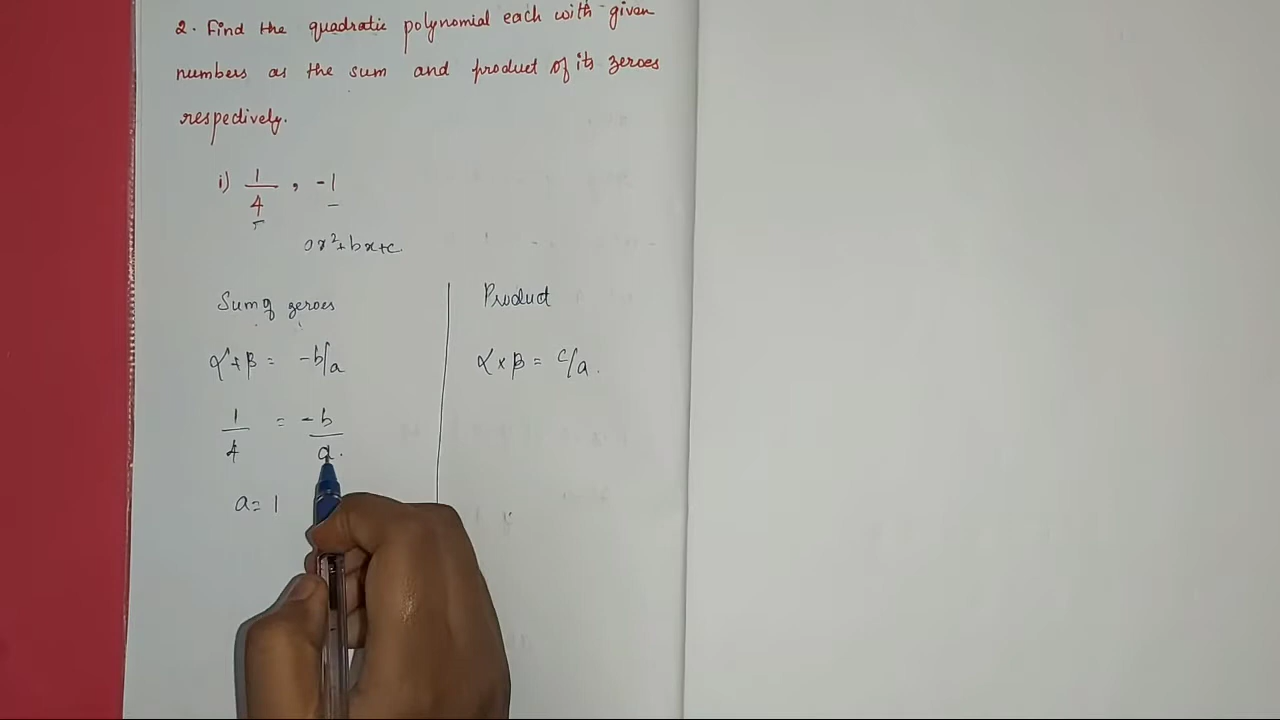 2. Find the quadratic polynomial each with given
numbers as the sum and product of its zeroes
respectively.
i) 1/4 , -1
ax²+bx+c.
Sum of zeroes
α+β = -b/a
1/4 = -b/a.
a=1
Product
α×β = c/a.